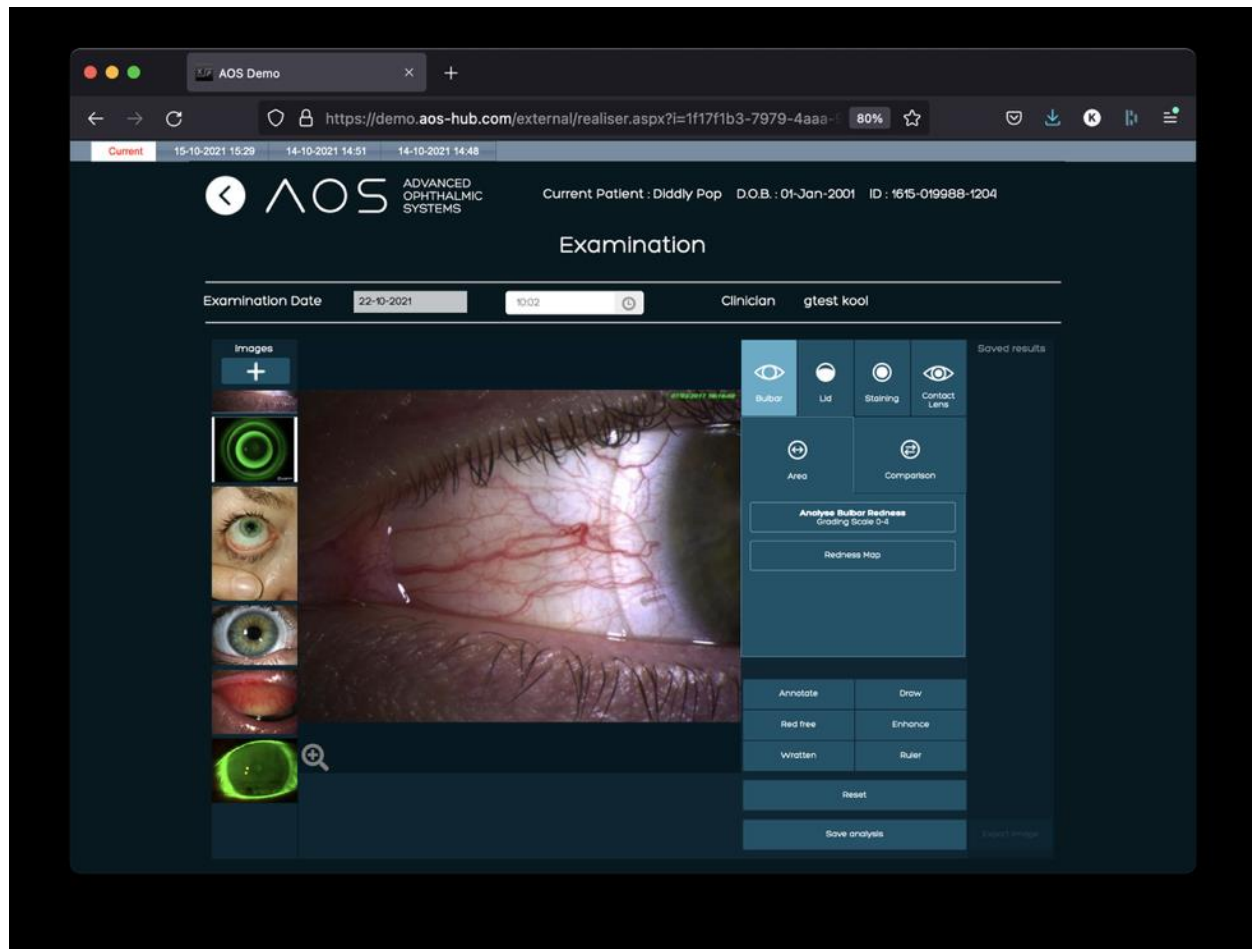 AOS Demo
https://demo.aos-hub.com/external/realiser.aspx?i=1f17f1b3-7979-4aaa-
80%
K
Current 15-10-2021 15:29 14-10-2021 14:51 14-10-2021 14:48
AOS
ADVANCED
OPHTHALMIC
SYSTEMS
Current Patient : Diddly Pop D.O.B. : 01-Jan-2001 ID : 1615-019988-1204
Examination
Examination Date 22-10-2021 10:02 Clinician gtest kool
Images
Saved results
Bulbar Lid Staining Contact
Lens
Area Comparison
Analyse Bulbar Redness
Grading Scale 0-4
Redness Map
Annotate Draw
Red free Enhance
Wratten Ruler
Reset
Save analysis
Export Image